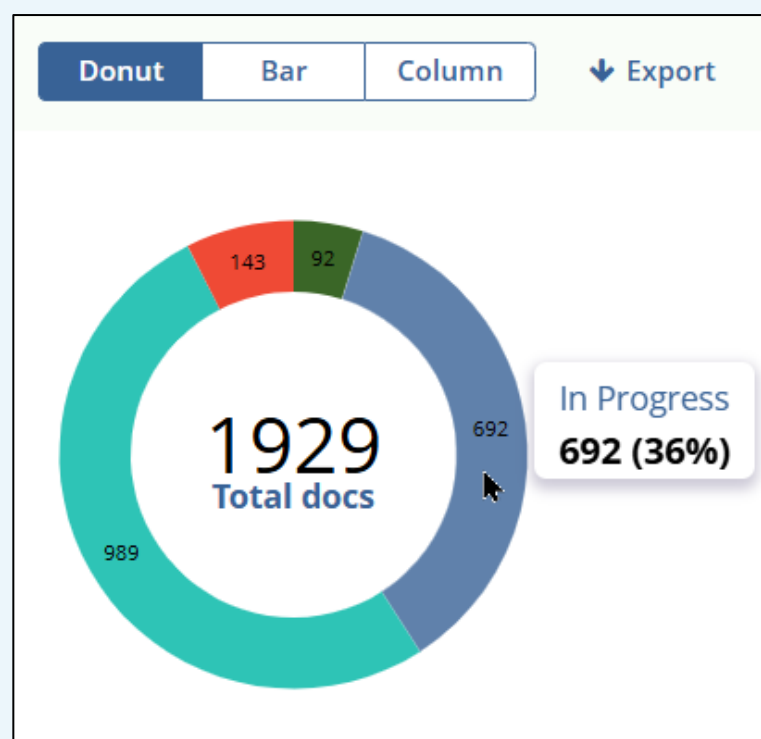 Donut Bar Column Export
143 92
692
In Progress
692 (36%)
1929
Total docs
989